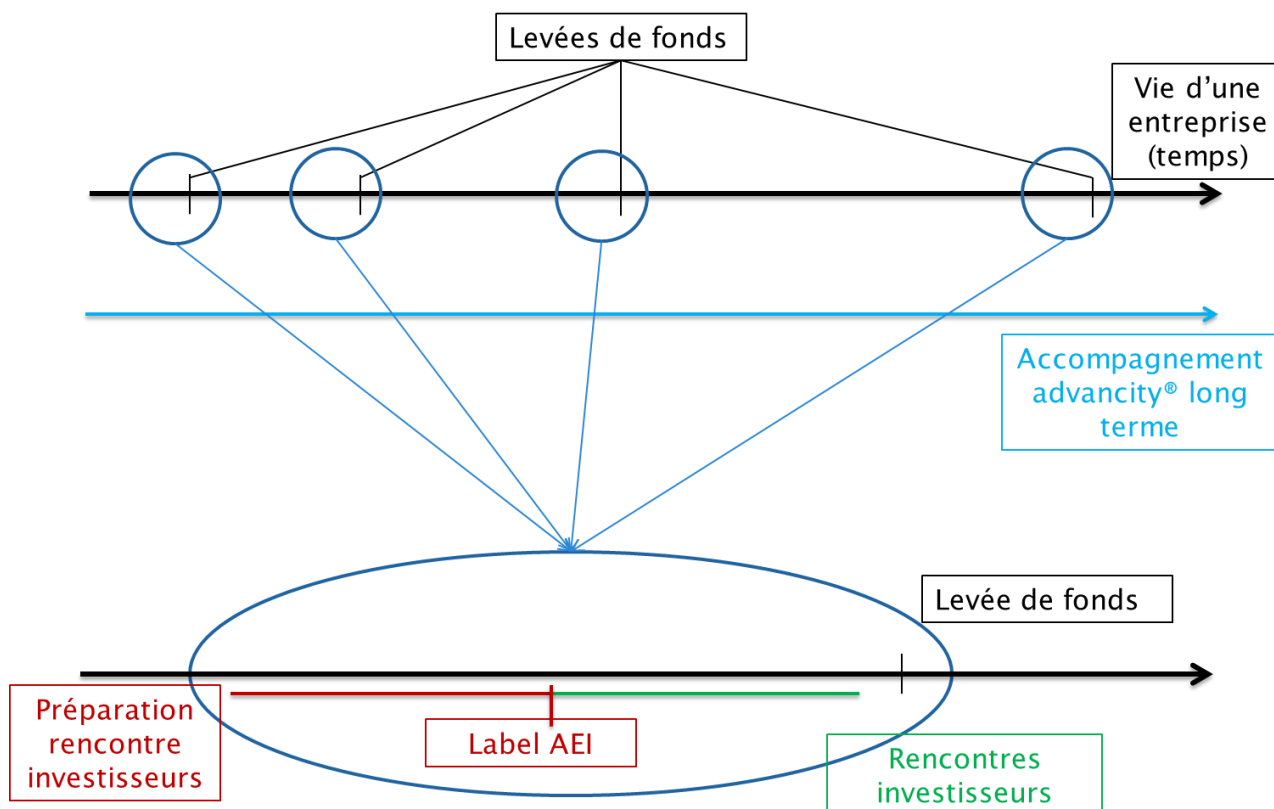 Levées de fonds
Vie d’une
entreprise
(temps)
Accompagnement
advancity® long
terme
Levée de fonds
Préparation
rencontre
investisseurs
Label AEI
Rencontres
investisseurs